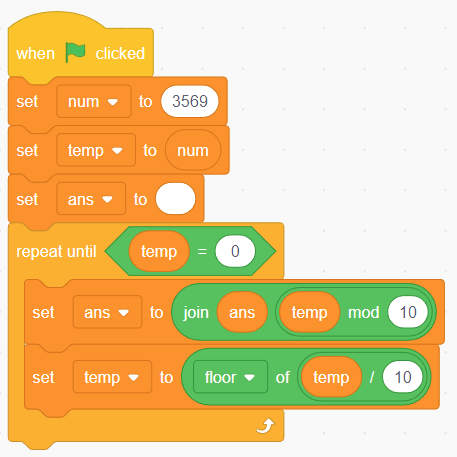 when clicked
set num to 3569
set temp to num
set ans to
repeat until temp = 0
set ans to join ans temp mod 10
set temp to floor of temp / 10